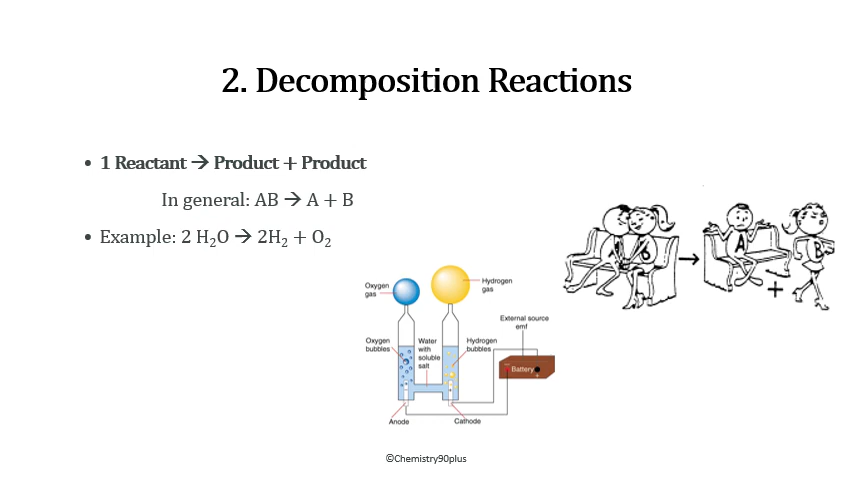 2. Decomposition Reactions
• 1 Reactant → Product + Product
In general: AB → A + B
• Example: 2 H₂O → 2H₂ + O₂
Oxygen
gas
Hydrogen
gas
External source
emf
Oxygen
bubbles
Water
with
soluble
salt
Hydrogen
bubbles
Battery
- +
Anode
Cathode
A B → A + B
©Chemistry90plus